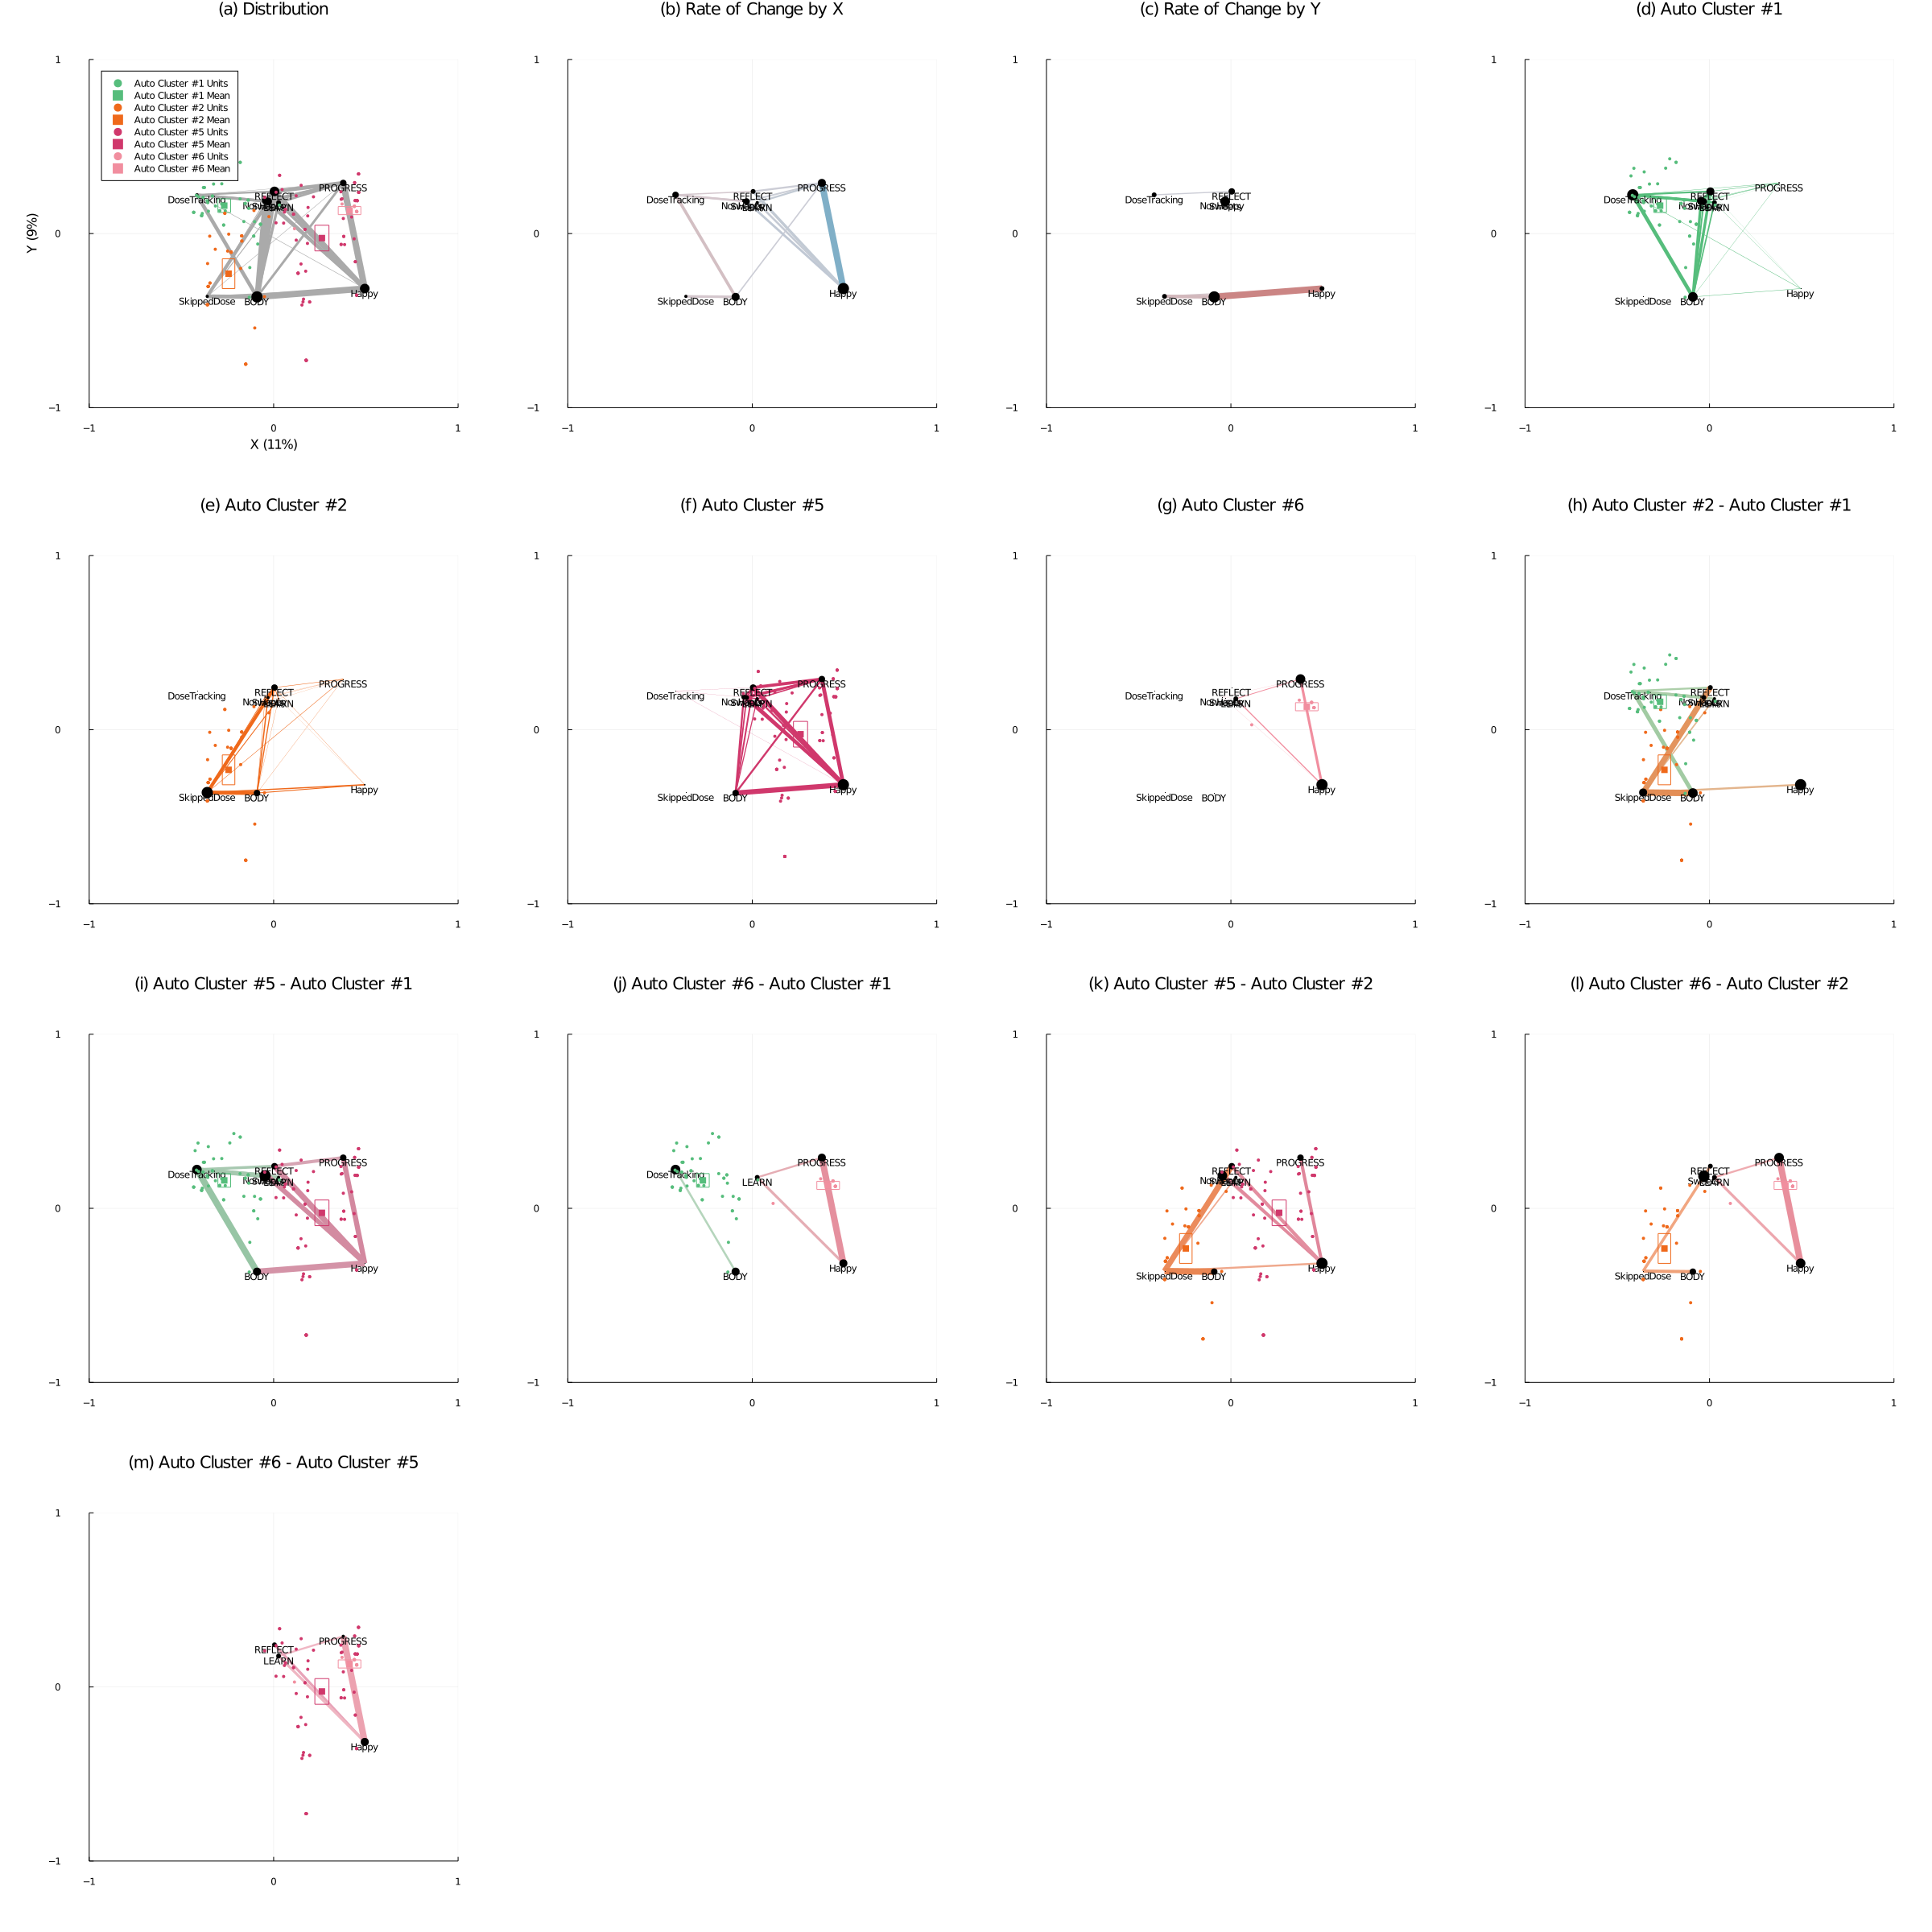 (a) Distribution
(b) Rate of Change by X
(c) Rate of Change by Y
(d) Auto Cluster #1
1
Auto Cluster #1 Units
Auto Cluster #1 Mean
Auto Cluster #2 Units
Auto Cluster #2 Mean
Auto Cluster #5 Units
Auto Cluster #5 Mean
Auto Cluster #6 Units
Auto Cluster #6 Mean
DoseTracking
REFLECT
PROGRESS
LEARN
SkippedDose
BODY
Happy
Y (9%)
0
−1
−1
0
1
X (11%)
1
0
−1
DoseTracking
REFLECT
PROGRESS
LEARN
SkippedDose
BODY
Happy
−1
0
1
1
0
−1
DoseTracking
REFLECT
SkippedDose
BODY
Happy
−1
0
1
1
0
−1
DoseTracking
REFLECT
PROGRESS
LEARN
SkippedDose
BODY
Happy
−1
0
1
(e) Auto Cluster #2
(f) Auto Cluster #5
(g) Auto Cluster #6
(h) Auto Cluster #2 - Auto Cluster #1
1
0
−1
DoseTracking
REFLECT
PROGRESS
LEARN
SkippedDose
BODY
Happy
−1
0
1
1
0
−1
DoseTracking
REFLECT
PROGRESS
LEARN
SkippedDose
BODY
Happy
−1
0
1
1
0
−1
DoseTracking
REFLECT
PROGRESS
LEARN
SkippedDose
BODY
Happy
−1
0
1
1
0
−1
DoseTracking
REFLECT
LEARN
SkippedDose
BODY
Happy
−1
0
1
(i) Auto Cluster #5 - Auto Cluster #1
(j) Auto Cluster #6 - Auto Cluster #1
(k) Auto Cluster #5 - Auto Cluster #2
(l) Auto Cluster #6 - Auto Cluster #2
1
0
−1
DoseTracking
REFLECT
PROGRESS
LEARN
BODY
Happy
−1
0
1
1
0
−1
DoseTracking
PROGRESS
LEARN
BODY
Happy
−1
0
1
1
0
−1
REFLECT
PROGRESS
LEARN
SkippedDose
BODY
Happy
−1
0
1
1
0
−1
REFLECT
PROGRESS
LEARN
SkippedDose
BODY
Happy
−1
0
1
(m) Auto Cluster #6 - Auto Cluster #5
1
0
−1
REFLECT
PROGRESS
LEARN
Happy
−1
0
1